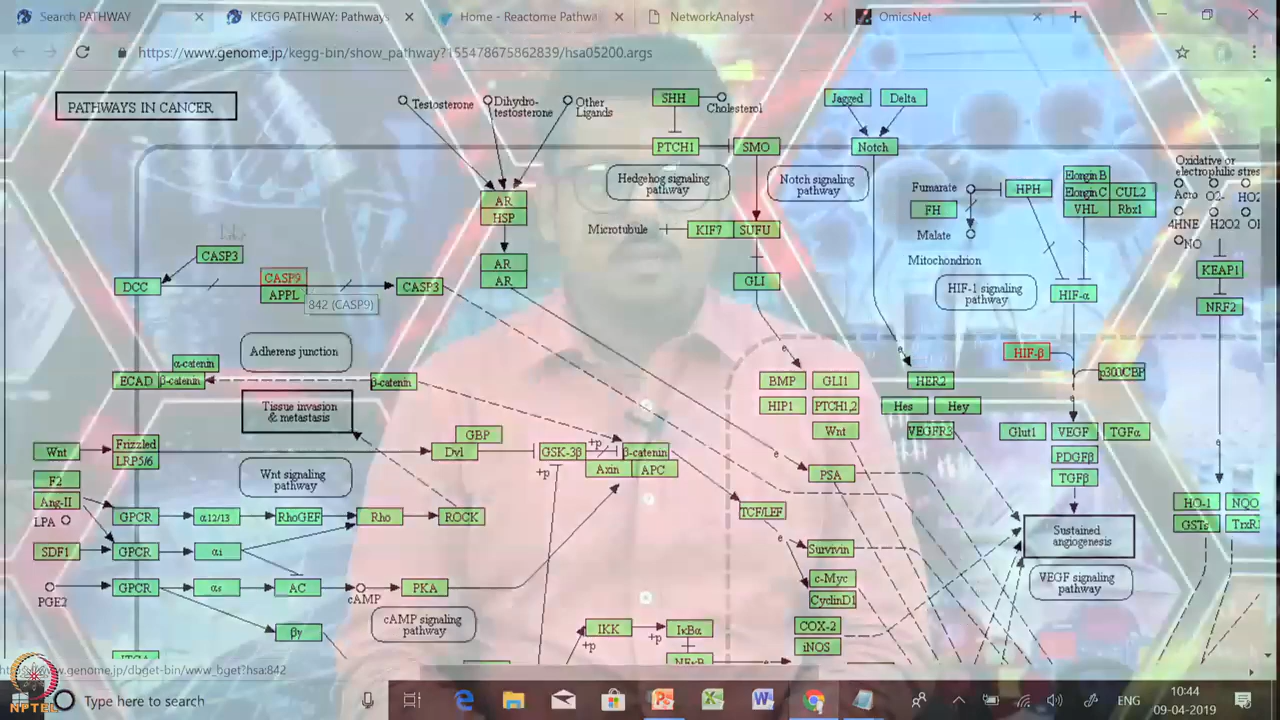 Search PATHWAY
KEGG PATHWAY: Pathways
Home - Reactome Pathwa
NetworkAnalyst
OmicsNet
https://www.genome.jp/kegg-bin/show_pathway?155478675862839/hsa05200.args
PATHWAYS IN CANCER
Testosterone
Dihydro-
testosterone
Other
Ligands
SHH
Cholesterol
Jagged
Delta
PTCH1
SMO
Notch
Oxidative or
electrophilic stres
Hedgehog signaling
pathway
Notch signaling
pathway
Fumarate
HPH
Elongin B
Elongin C
CUL2
VHL
Rbx1
Acro
O2-
HO2
4HNE
H2O2
NO
FH
Malate
Mitochondrion
AR
HSP
Microtubule
KIF7
SUFU
CASP3
AR
AR
GLI
KEAP1
DCC
CASP9
APPL
842 (CASP9)
CASP3
HIF-1 signaling
pathway
HIF-α
NRF2
Adherens junction
HIF-β
p300/CBP
α-catenin
ECAD
β-catenin
β-catenin
BMP
GLI1
HER2
Tissue invasion
& metastasis
HIP1
PTCH1,2
Hes
Hey
Wnt
VEGFR3
Glut1
VEGF
TGFα
PDGFβ
TGFβ
Wnt
Frizzled
LRP5/6
GBP
Dvl
GSK-3β
+p
+p
β-catenin
Axin
APC
e
e
e
e
e
e
PSA
Wnt signaling
pathway
F2
Ang-II
LPA
GPCR
α12/13
RhoGEF
Rho
ROCK
TCF/LEF
HO-1
NQO
GSTs
TrxR
Sustained
angiogenesis
SDF1
GPCR
αi
Survivin
c-Myc
CyclinD1
VEGF signaling
pathway
PGE2
GPCR
αs
AC
cAMP
PKA
cAMP signaling
pathway
βγ
IKK
+p
+p
IκBα
COX-2
iNOS
NFκB
www.genome.jp/dbget-bin/www_bget?hsa:842
NPTEL
Type here to search
ENG
10:44
09-04-2019